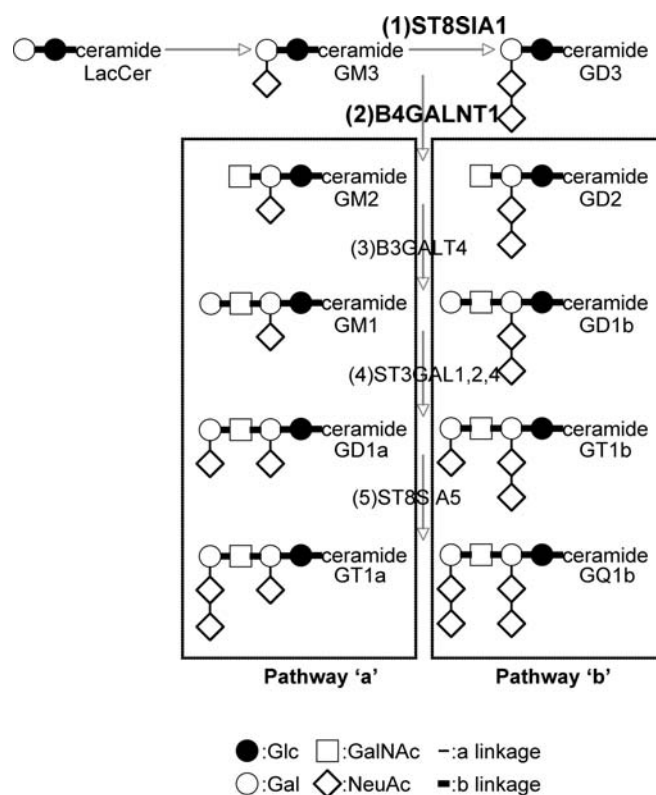 (1)ST8SIA1
ceramide
LacCer
ceramide
GM3
ceramide
GD3
(2)B4GALNT1
ceramide
GM2
ceramide
GD2
(3)B3GALT4
ceramide
GM1
ceramide
GD1b
(4)ST3GAL1,2,4
ceramide
GD1a
ceramide
GT1b
(5)ST8SIA5
ceramide
GT1a
ceramide
GQ1b
Pathway ‘a’
Pathway ‘b’
:Glc :GalNAc :a linkage
:Gal :NeuAc :b linkage